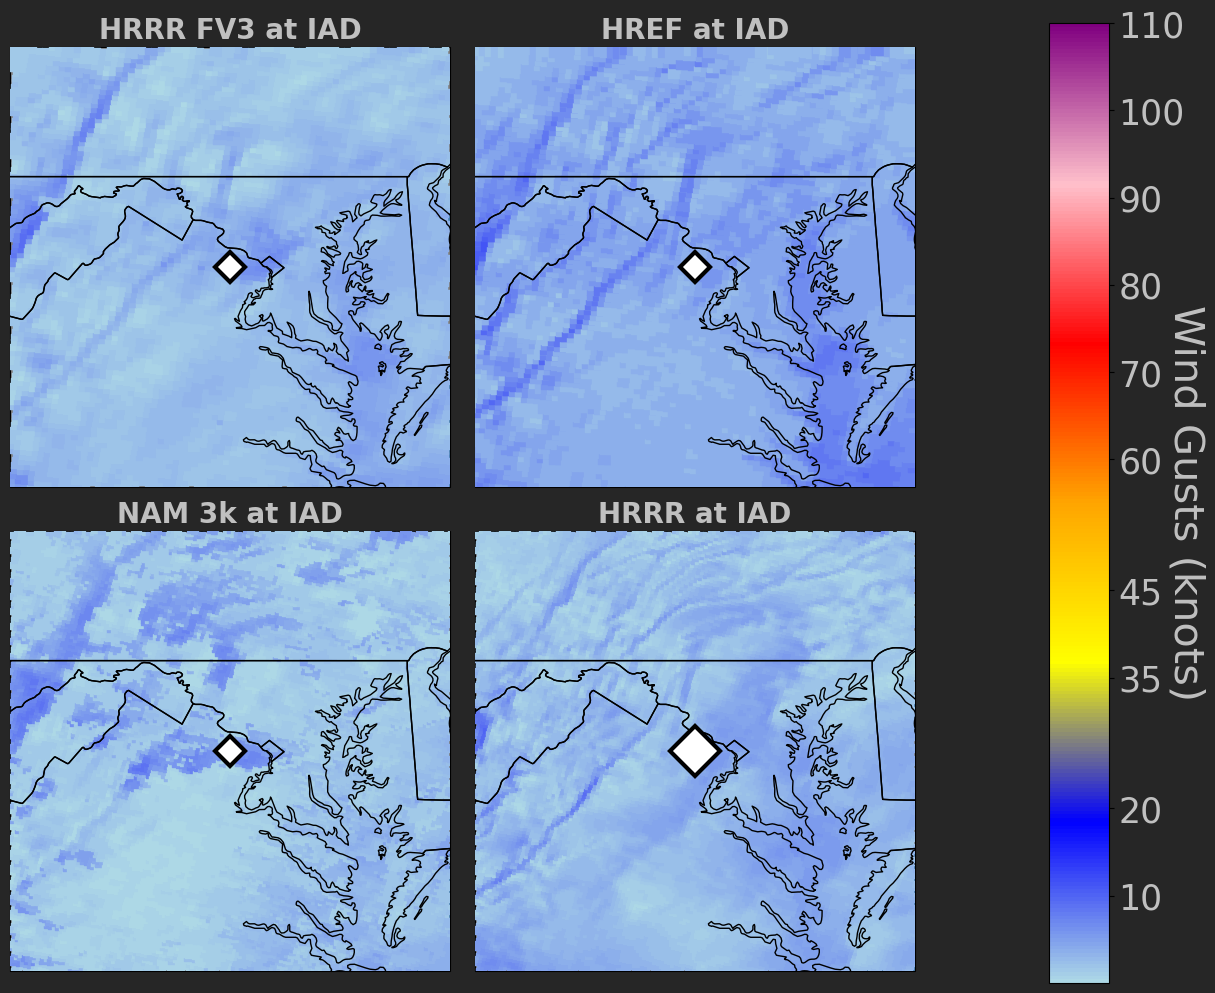 HRRR FV3 at IAD
HREF at IAD
NAM 3k at IAD
HRRR at IAD
110
100
90
80
70
60
45
35
20
10
Wind Gusts (knots)